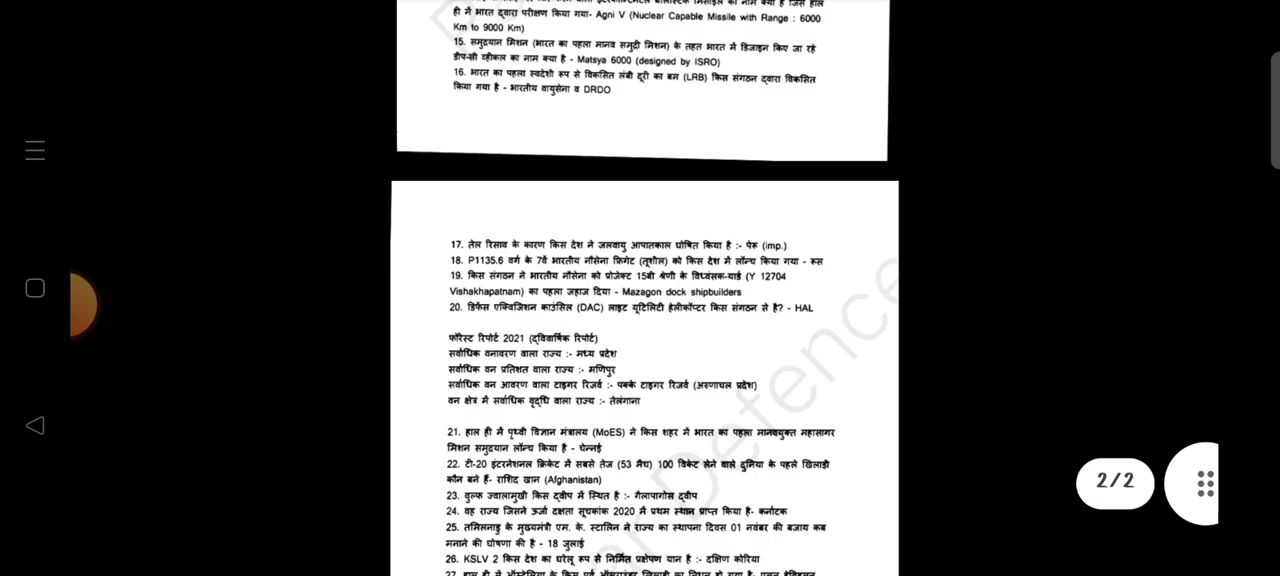 ही में भारत द्वारा परीक्षण किया गया- Agni V (Nuclear Capable Missile with Range : 6000
Km to 9000 Km)
15. समुद्रयान मिशन (भारत का पहला मानव समुद्री मिशन) के तहत भारत में डिजाइन किए जा रहे
डीप-सी व्हीकल का नाम क्या है - Matsya 6000 (designed by ISRO)
16. भारत का पहला स्वदेशी रूप से विकसित लंबी दूरी का बम (LRB) किस संगठन द्वारा विकसित
किया गया है - भारतीय वायुसेना व DRDO
17. तेल रिसाव के कारण किस देश ने जलवायु आपातकाल घोषित किया है :- पेरू (imp.)
18. P1135.6 वर्ग के 7वें भारतीय नौसेना फ्रिगेट (तूशील) को किस देश में लॉन्च किया गया - रूस
19. किस संगठन ने भारतीय नौसेना को प्रोजेक्ट 15बी श्रेणी के विध्वंसक-यार्ड (Y 12704
Vishakhapatnam) का पहला जहाज दिया - Mazagon dock shipbuilders
20. डिफेंस एक्विजिशन काउंसिल (DAC) लाइट यूटिलिटी हेलीकॉप्टर किस संगठन से है? - HAL
फॉरेस्ट रिपोर्ट 2021 (द्विवार्षिक रिपोर्ट)
सर्वाधिक वनावरण वाला राज्य :- मध्य प्रदेश
सर्वाधिक वन प्रतिशत वाला राज्य :- मणिपुर
सर्वाधिक वन आवरण वाला टाइगर रिजर्व :- पक्के टाइगर रिजर्व (अरुणाचल प्रदेश)
वन क्षेत्र में सर्वाधिक वृद्धि वाला राज्य :- तेलंगाना
21. हाल ही में पृथ्वी विज्ञान मंत्रालय (MoES) ने किस शहर में भारत का पहला मानवयुक्त महासागर
मिशन समुद्रयान लॉन्च किया है - चेन्नई
22. टी-20 इंटरनेशनल क्रिकेट में सबसे तेज (53 मैच) 100 विकेट लेने वाले दुनिया के पहले खिलाड़ी
कौन बने हैं- राशिद खान (Afghanistan)
23. वुल्फ ज्वालामुखी किस द्वीप में स्थित है :- गैलापागोस द्वीप
24. वह राज्य जिसने ऊर्जा दक्षता सूचकांक 2020 में प्रथम स्थान प्राप्त किया है- कर्नाटक
25. तमिलनाडु के मुख्यमंत्री एम. के. स्टालिन ने राज्य का स्थापना दिवस 01 नवंबर की बजाय कब
मनाने की घोषणा की है - 18 जुलाई
26. KSLV 2 किस देश का घरेलू रूप से निर्मित प्रक्षेपण यान है :- दक्षिण कोरिया
Defence
2/2